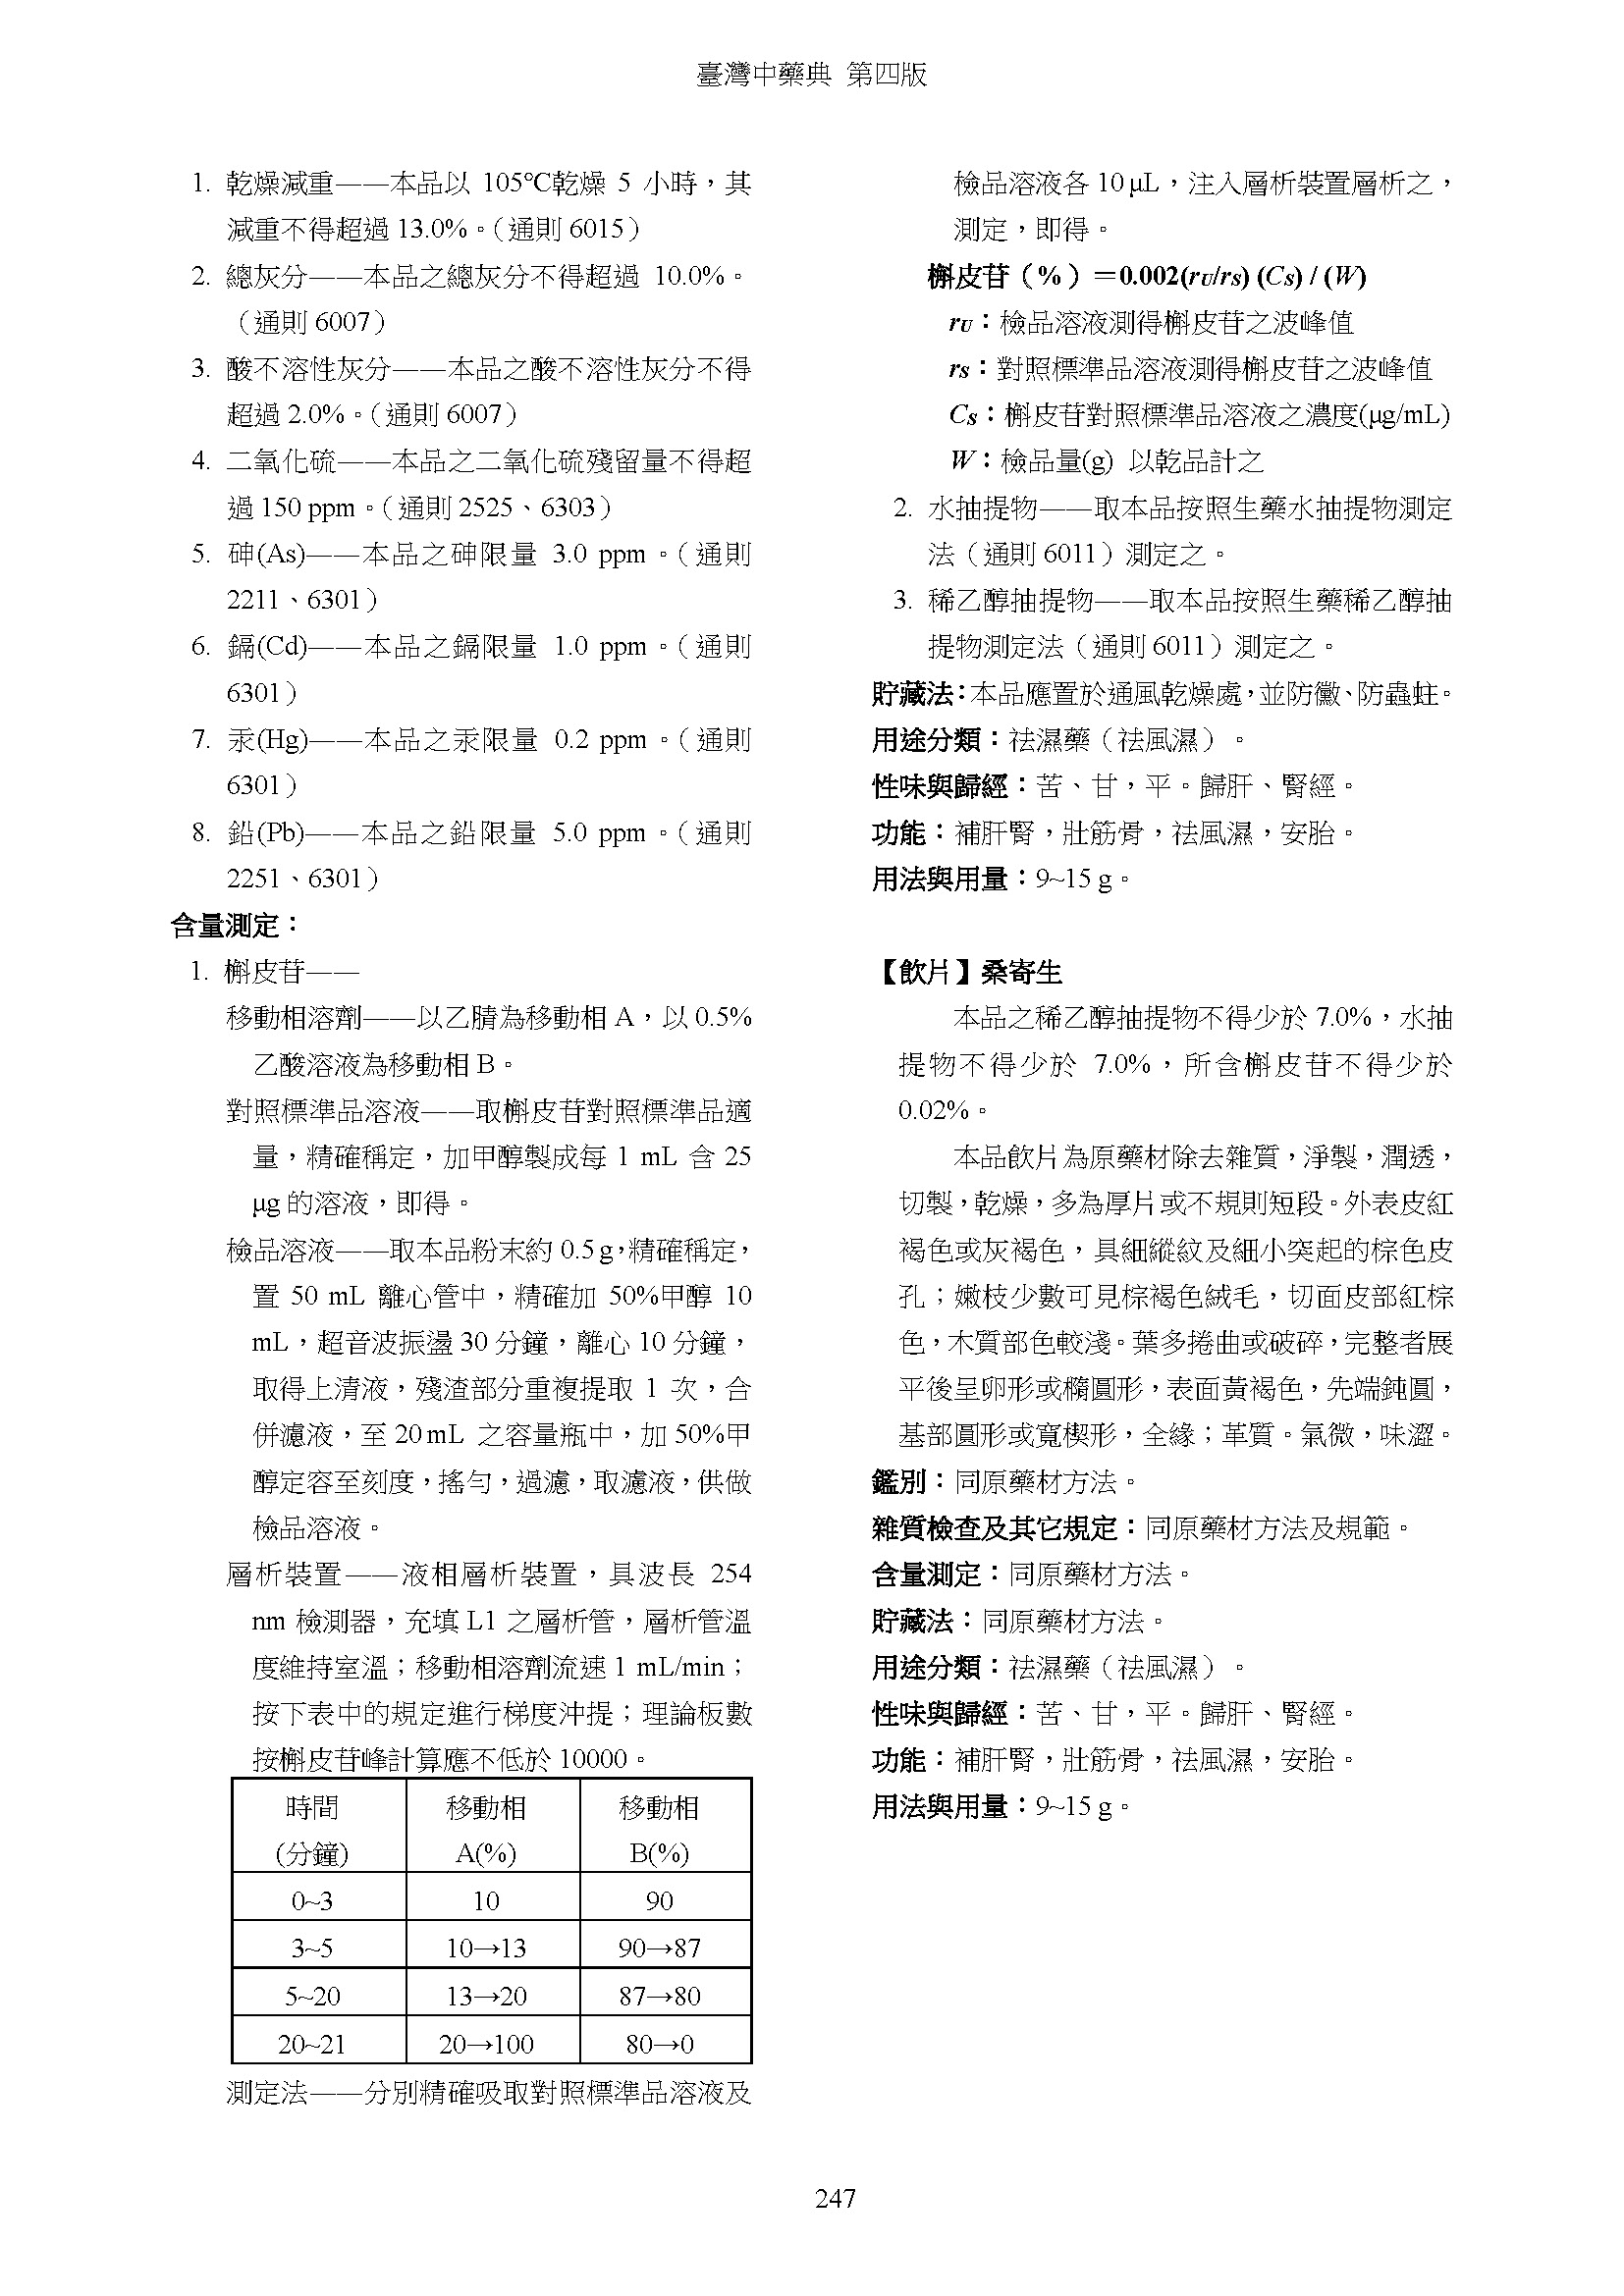 臺灣中藥典 第四版
1. 乾燥減重——本品以 105℃乾燥 5 小時，其
減重不得超過 13.0%。（通則 6015）
2. 總灰分——本品之總灰分不得超過 10.0%。
（通則 6007）
3. 酸不溶性灰分——本品之酸不溶性灰分不得
超過 2.0%。（通則 6007）
4. 二氧化硫——本品之二氧化硫殘留量不得超
過 150 ppm。（通則 2525、6303）
5. 砷(As)——本品之砷限量 3.0 ppm。（通則
2211、6301）
6. 鎘(Cd)——本品之鎘限量 1.0 ppm。（通則
6301）
7. 汞(Hg)——本品之汞限量 0.2 ppm。（通則
6301）
8. 鉛(Pb)——本品之鉛限量 5.0 ppm。（通則
2251、6301）
含量測定：
1. 槲皮苷——
移動相溶劑——以乙腈為移動相 A，以 0.5%
乙酸溶液為移動相 B。
對照標準品溶液——取槲皮苷對照標準品適
量，精確稱定，加甲醇製成每 1 mL 含 25
μg 的溶液，即得。
檢品溶液——取本品粉末約 0.5 g，精確稱定，
置 50 mL 離心管中，精確加 50%甲醇 10
mL，超音波振盪 30 分鐘，離心 10 分鐘，
取得上清液，殘渣部分重複提取 1 次，合
併濾液，至 20 mL 之容量瓶中，加 50%甲
醇定容至刻度，搖勻，過濾，取濾液，供做
檢品溶液。
層析裝置——液相層析裝置，具波長 254
nm 檢測器，充填 L1 之層析管，層析管溫
度維持室溫；移動相溶劑流速 1 mL/min；
按下表中的規定進行梯度沖提；理論板數
按槲皮苷峰計算應不低於 10000。
時間 移動相 移動相
(分鐘) A(%) B(%)
0~3 10 90
3~5 10→13 90→87
5~20 13→20 87→80
20~21 20→100 80→0
測定法——分別精確吸取對照標準品溶液及
檢品溶液各 10 μL，注入層析裝置層析之，
測定，即得。
槲皮苷（%）＝0.002(rU/rS) (CS) / (W)
rU：檢品溶液測得槲皮苷之波峰值
rS：對照標準品溶液測得槲皮苷之波峰值
CS：槲皮苷對照標準品溶液之濃度(μg/mL)
W：檢品量(g) 以乾品計之
2. 水抽提物——取本品按照生藥水抽提物測定
法（通則 6011）測定之。
3. 稀乙醇抽提物——取本品按照生藥稀乙醇抽
提物測定法（通則 6011）測定之。
貯藏法：本品應置於通風乾燥處，並防黴、防蟲蛀。
用途分類：祛濕藥（祛風濕）。
性味與歸經：苦、甘，平。歸肝、腎經。
功能：補肝腎，壯筋骨，祛風濕，安胎。
用法與用量：9~15 g。
【飲片】桑寄生
本品之稀乙醇抽提物不得少於 7.0%，水抽
提物不得少於 7.0%，所含槲皮苷不得少於
0.02%。
本品飲片為原藥材除去雜質，淨製，潤透，
切製，乾燥，多為厚片或不規則短段。外表皮紅
褐色或灰褐色，具細縱紋及細小突起的棕色皮
孔；嫩枝少數可見棕褐色絨毛，切面皮部紅棕
色，木質部色較淺。葉多捲曲或破碎，完整者展
平後呈卵形或橢圓形，表面黃褐色，先端鈍圓，
基部圓形或寬楔形，全緣；革質。氣微，味澀。
鑑別：同原藥材方法。
雜質檢查及其它規定：同原藥材方法及規範。
含量測定：同原藥材方法。
貯藏法：同原藥材方法。
用途分類：祛濕藥（祛風濕）。
性味與歸經：苦、甘，平。歸肝、腎經。
功能：補肝腎，壯筋骨，祛風濕，安胎。
用法與用量：9~15 g。
247